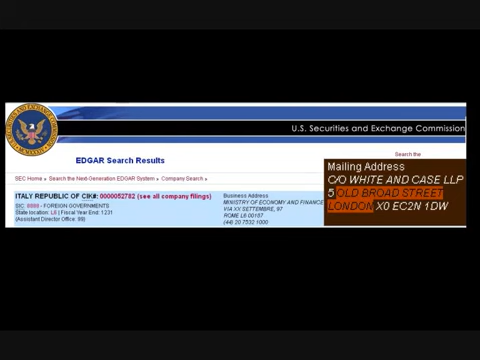 U.S. Securities and Exchange Commission
Search the
EDGAR Search Results
SEC Home » Search the Next-Generation EDGAR System » Company Search »
Mailing Address
C/O WHITE AND CASE LLP
5 OLD BROAD STREET
LONDON X0 EC2N 1DW
ITALY REPUBLIC OF CIK#: 0000052782 (see all company filings)
SIC: 8888 - FOREIGN GOVERNMENTS
State location: L6 | Fiscal Year End: 1231
(Assistant Director Office: 99)
Business Address
MINISTRY OF ECONOMY AND FINANCE
VIA XX SETTEMBRE, 97
ROME L6 00187
(44) 20 7532 1000